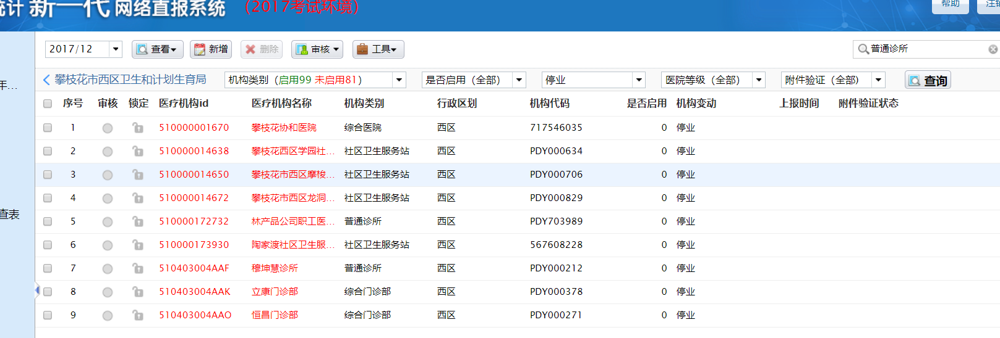 统计 新一代 网络直报系统 (2017考试环境) 帮助 注销
2017/12 查看 新增 删除 审核 工具 普通诊所
攀枝花市西区卫生和计划生育局 机构类别（启用99 未启用81） 是否启用（全部） 停业 医院等级（全部） 附件验证（全部） 查询
序号 审核 锁定 医疗机构id 医疗机构名称 机构类别 行政区划 机构代码 是否启用 机构变动 上报时间 附件验证状态
1 510000001670 攀枝花协和医院 综合医院 西区 717546035 0 停业
2 510000014638 攀枝花西区学园社... 社区卫生服务站 西区 PDY000634 0 停业
3 510000014650 攀枝花市西区摩梭... 社区卫生服务站 西区 PDY000706 0 停业
4 510000014672 攀枝花市西区龙洞... 社区卫生服务站 西区 PDY000829 0 停业
5 510000172732 林产品公司职工医... 普通诊所 西区 PDY703989 0 停业
6 510000173930 陶家渡社区卫生服... 社区卫生服务站 西区 567608228 0 停业
7 510403004AAF 穆坤慧诊所 普通诊所 西区 PDY000212 0 停业
8 510403004AAK 立康门诊部 综合门诊部 西区 PDY000378 0 停业
9 510403004AAO 恒昌门诊部 综合门诊部 西区 PDY000271 0 停业
年...
查表